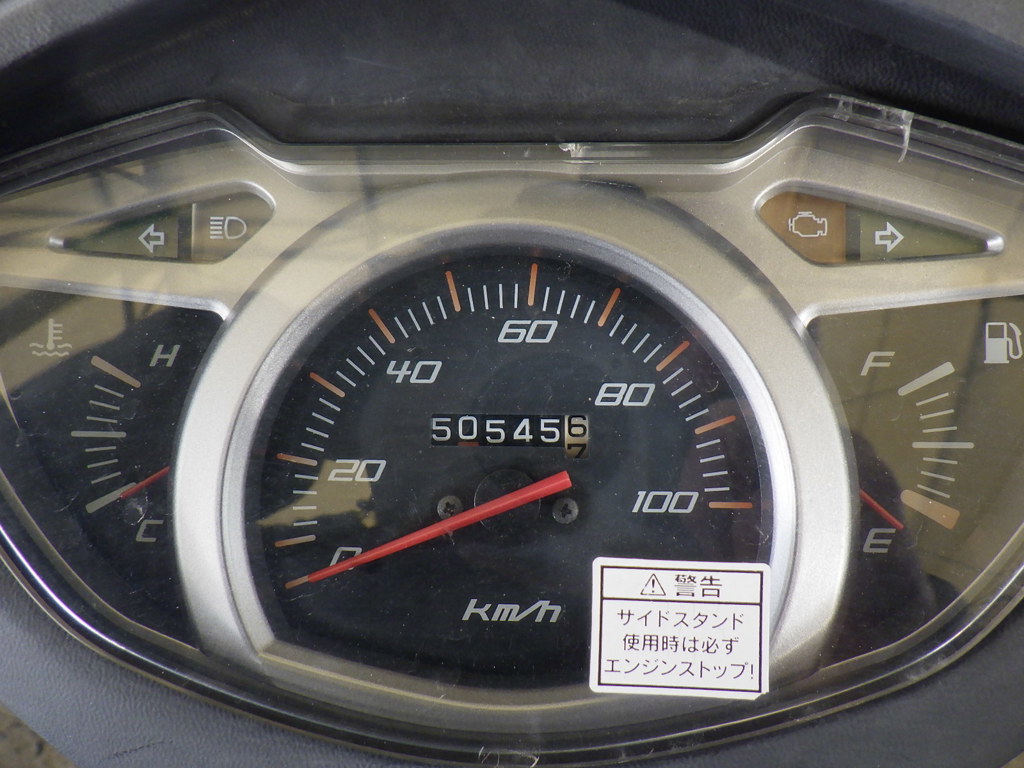 H
C
0
20
40
60
80
100
505456
7
km/h
F
E
⚠ 警告
サイドスタンド
使用時は必ず
エンジンストップ!